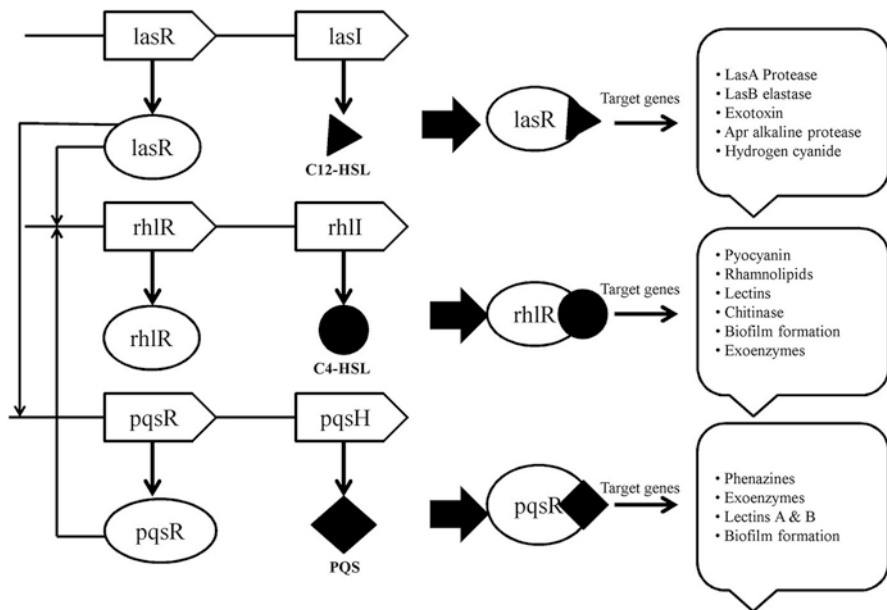 lasR
lasI
lasR
C12-HSL
lasR
Target genes
• LasA Protease
• LasB elastase
• Exotoxin
• Apr alkaline protease
• Hydrogen cyanide
rhlR
rhlI
rhlR
C4-HSL
rhlR
Target genes
• Pyocyanin
• Rhamnolipids
• Lectins
• Chitinase
• Biofilm formation
• Exoenzymes
pqsR
pqsH
pqsR
PQS
pqsR
Target genes
• Phenazines
• Exoenzymes
• Lectins A & B
• Biofilm formation